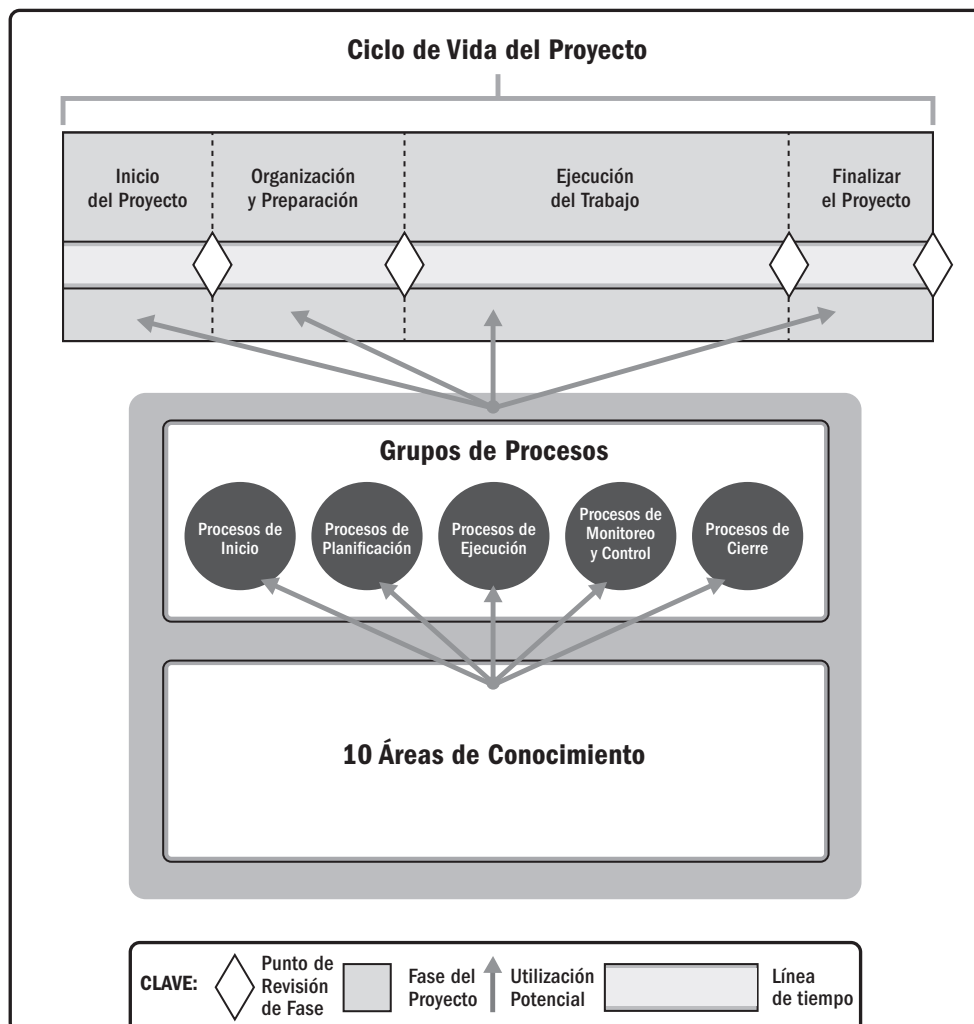 Ciclo de Vida del Proyecto
Inicio
del Proyecto
Organización
y Preparación
Ejecución
del Trabajo
Finalizar
el Proyecto
Grupos de Procesos
Procesos de
Inicio
Procesos de
Planificación
Procesos de
Ejecución
Procesos de
Monitoreo
y Control
Procesos de
Cierre
10 Áreas de Conocimiento
CLAVE:
Punto de
Revisión
de Fase
Fase del
Proyecto
Utilización
Potencial
Línea
de tiempo